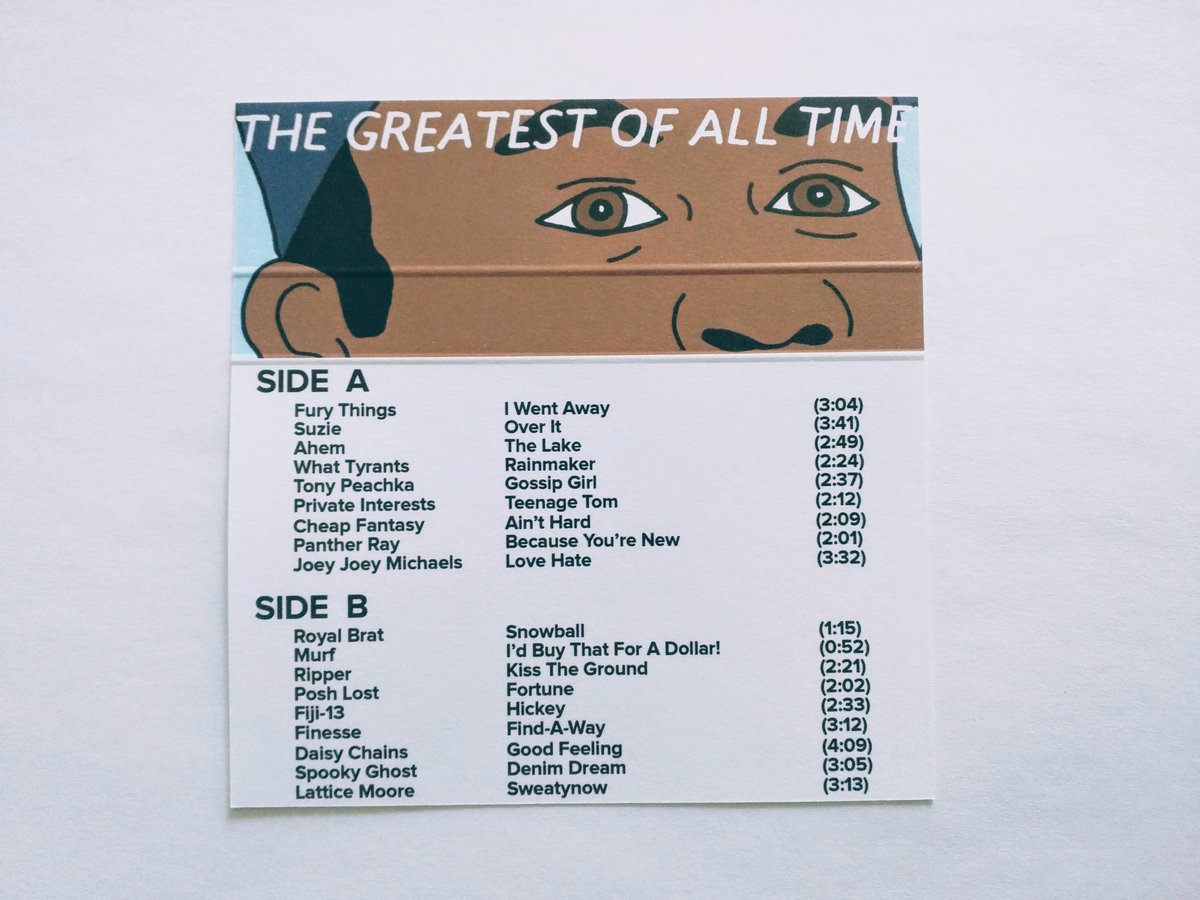 THE GREATEST OF ALL TIME
SIDE A
Fury Things I Went Away (3:04)
Suzie Over It (3:41)
Ahem The Lake (2:49)
What Tyrants Rainmaker (2:24)
Tony Peachka Gossip Girl (2:37)
Private Interests Teenage Tom (2:12)
Cheap Fantasy Ain't Hard (2:09)
Panther Ray Because You're New (2:01)
Joey Joey Michaels Love Hate (3:32)
SIDE B
Royal Brat Snowball (1:15)
Murf I'd Buy That For A Dollar! (0:52)
Ripper Kiss The Ground (2:21)
Posh Lost Fortune (2:02)
Fiji-13 Hickey (2:33)
Finesse Find-A-Way (3:12)
Daisy Chains Good Feeling (4:09)
Spooky Ghost Denim Dream (3:05)
Lattice Moore Sweatynow (3:13)